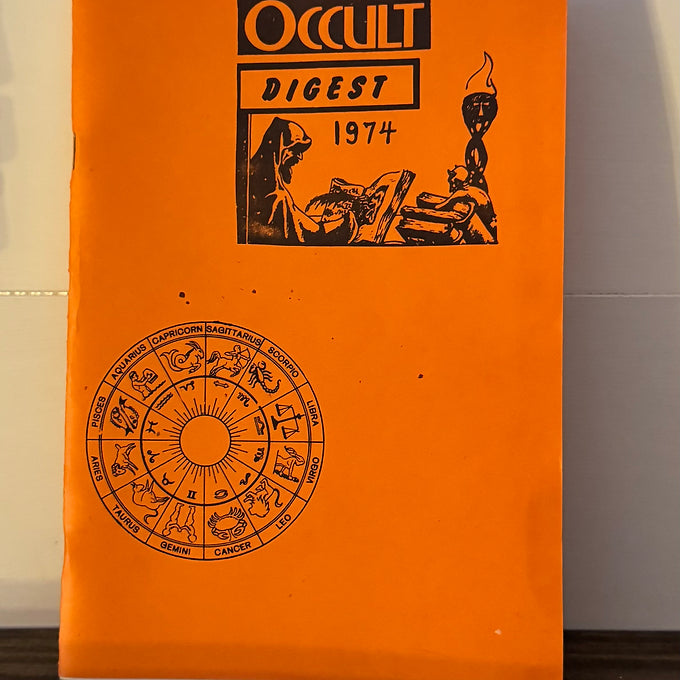 OCCULT
DIGEST
1974
CAPRICORN
SAGITTARIUS
SCORPIO
LIBRA
VIRGO
LEO
CANCER
GEMINI
TAURUS
ARIES
PISCES
AQUARIUS